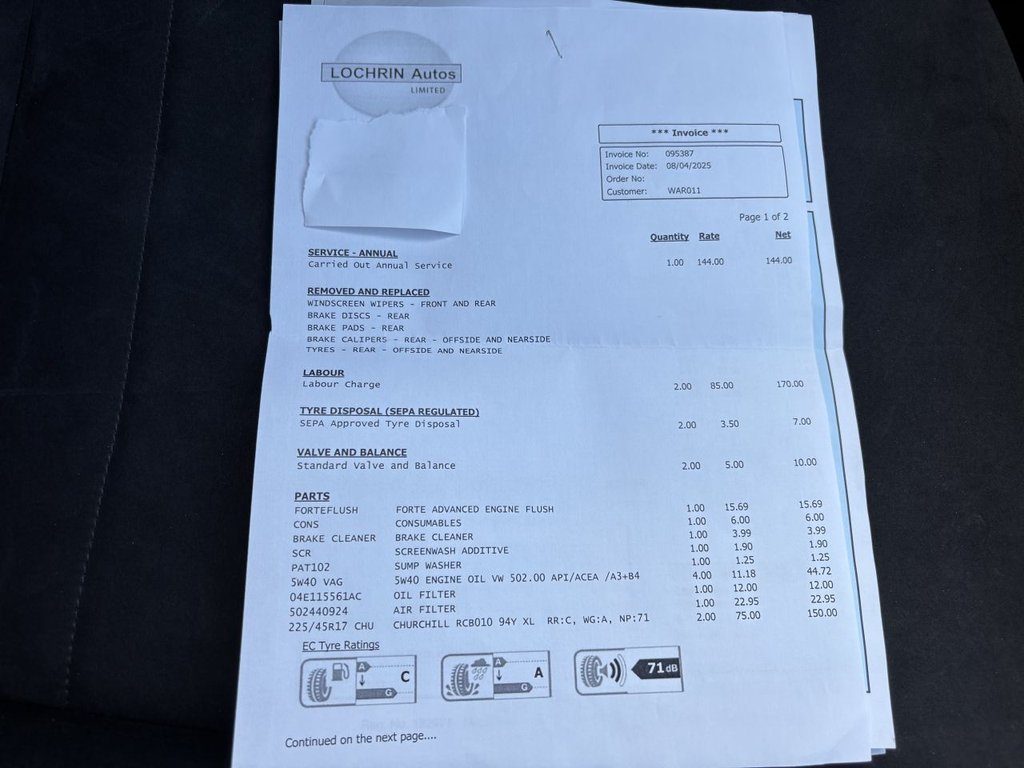 LOCHRIN Autos
LIMITED
*** Invoice ***
Invoice No: 095387
Invoice Date: 08/04/2025
Order No:
Customer: WAR011
Page 1 of 2
Quantity Rate Net
SERVICE - ANNUAL
Carried Out Annual Service 1.00 144.00 144.00
REMOVED AND REPLACED
WINDSCREEN WIPERS - FRONT AND REAR
BRAKE DISCS - REAR
BRAKE PADS - REAR
BRAKE CALIPERS - REAR - OFFSIDE AND NEARSIDE
TYRES - REAR - OFFSIDE AND NEARSIDE
LABOUR
Labour Charge 2.00 85.00 170.00
TYRE DISPOSAL (SEPA REGULATED)
SEPA Approved Tyre Disposal 2.00 3.50 7.00
VALVE AND BALANCE
Standard Valve and Balance 2.00 5.00 10.00
PARTS
FORTEFLUSH FORTE ADVANCED ENGINE FLUSH 1.00 15.69 15.69
CONS CONSUMABLES 1.00 6.00 6.00
BRAKE CLEANER BRAKE CLEANER 1.00 3.99 3.99
SCR SCREENWASH ADDITIVE 1.00 1.90 1.90
PAT102 SUMP WASHER 1.00 1.25 1.25
5W40 VAG 5W40 ENGINE OIL VW 502.00 API/ACEA /A3+B4 4.00 11.18 44.72
04E115561AC OIL FILTER 1.00 12.00 12.00
502440924 AIR FILTER 1.00 22.95 22.95
225/45R17 CHU CHURCHILL RCB010 94Y XL RR:C, WG:A, NP:71 2.00 75.00 150.00
EC Tyre Ratings
A G C
A G A
71dB
Continued on the next page....